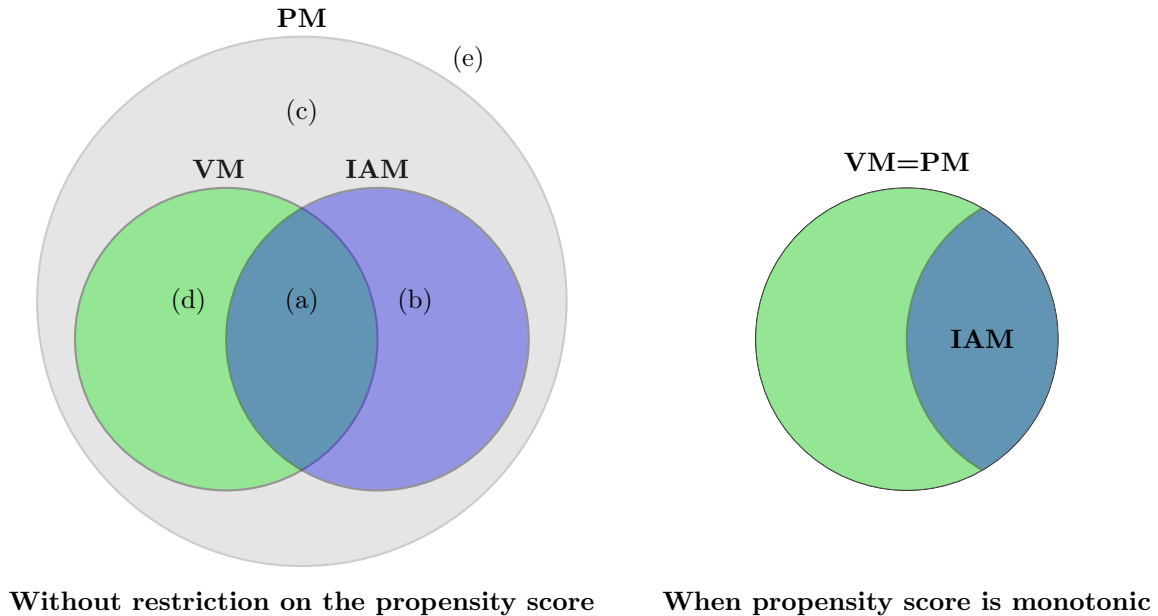 PM
(e)
(c)
VM IAM
VM=PM
(d) (a) (b)
IAM
Without restriction on the propensity score
When propensity score is monotonic